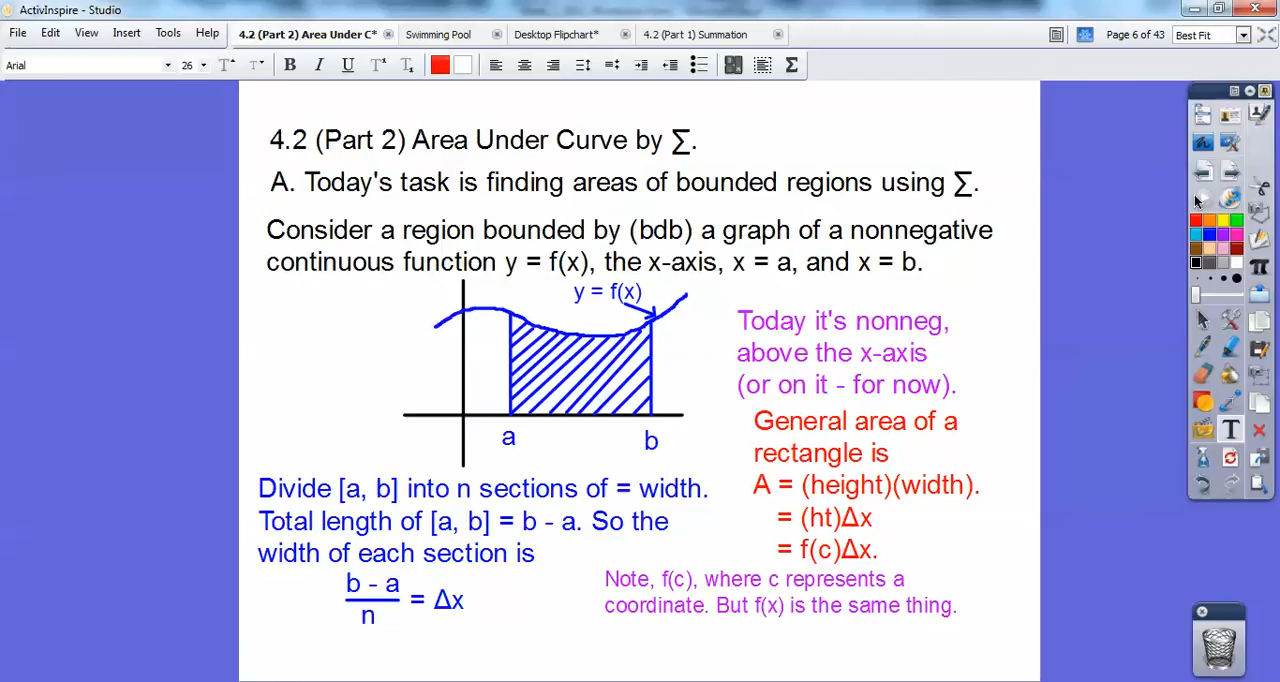 ActivInspire - Studio
File Edit View Insert Tools Help
4.2 (Part 2) Area Under C* Swimming Pool Desktop Flipchart* 4.2 (Part 1) Summation
Page 6 of 43 Best Fit
Arial 26 B I U
4.2 (Part 2) Area Under Curve by ∑.
A. Today's task is finding areas of bounded regions using ∑.
Consider a region bounded by (bdb) a graph of a nonnegative
continuous function y = f(x), the x-axis, x = a, and x = b.
y = f(x)
a
b
Today it's nonneg,
above the x-axis
(or on it - for now).
General area of a
rectangle is
A = (height)(width).
= (ht)Δx
= f(c)Δx.
Divide [a, b] into n sections of = width.
Total length of [a, b] = b - a. So the
width of each section is
b - a
n
= Δx
Note, f(c), where c represents a
coordinate. But f(x) is the same thing.